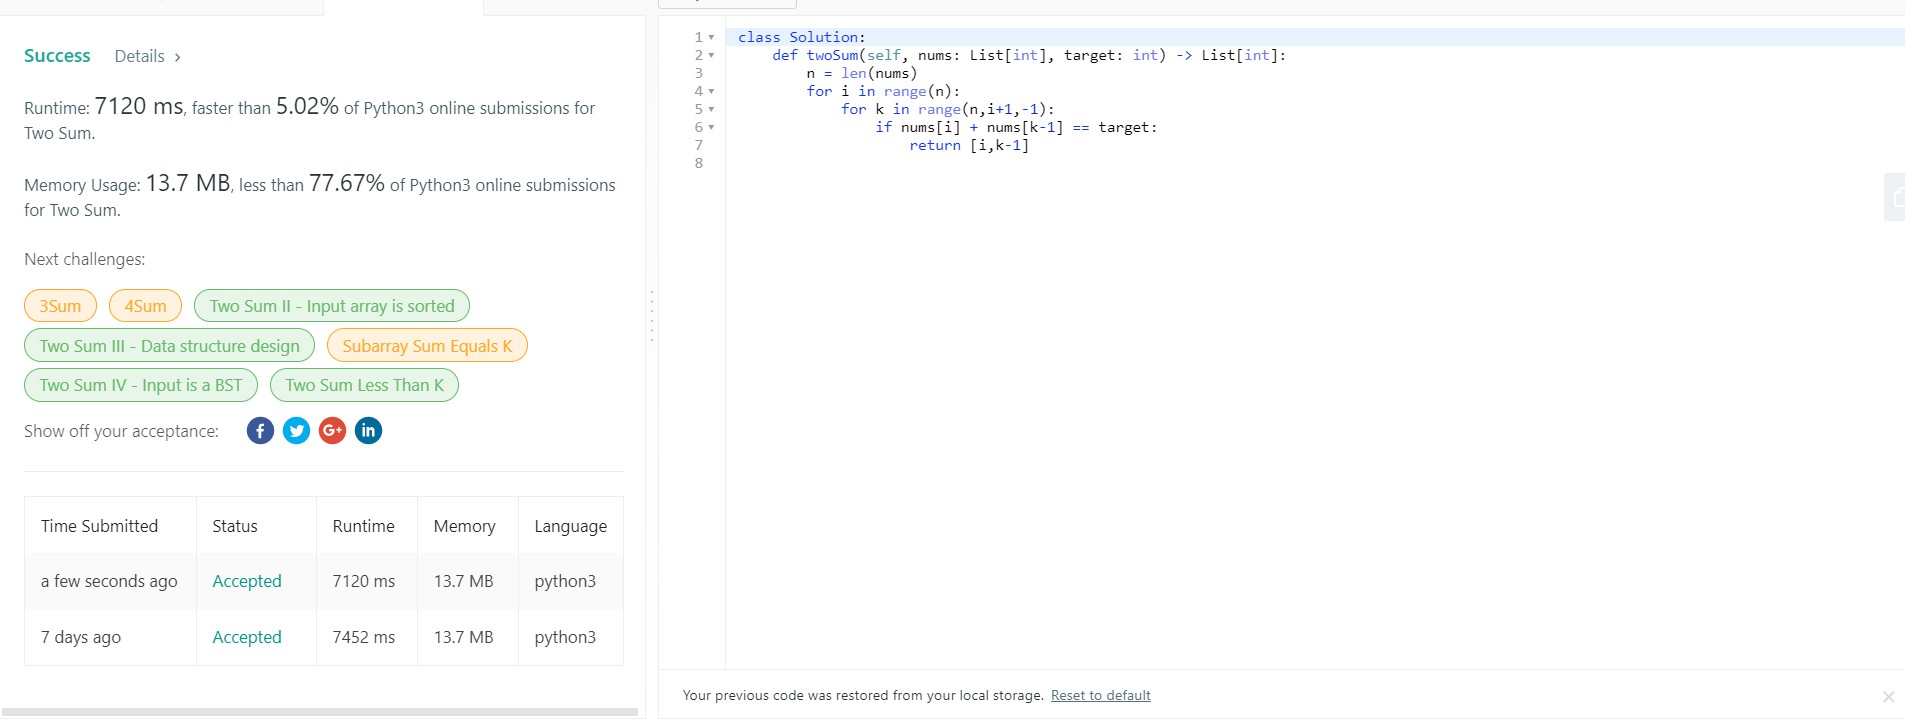 Success Details >
Runtime: 7120 ms, faster than 5.02% of Python3 online submissions for
Two Sum.
Memory Usage: 13.7 MB, less than 77.67% of Python3 online submissions
for Two Sum.
Next challenges:
3Sum 4Sum Two Sum II - Input array is sorted
Two Sum III - Data structure design Subarray Sum Equals K
Two Sum IV - Input is a BST Two Sum Less Than K
Show off your acceptance: f G+ in
Time Submitted Status Runtime Memory Language
a few seconds ago Accepted 7120 ms 13.7 MB python3
7 days ago Accepted 7452 ms 13.7 MB python3
1 class Solution:
2     def twoSum(self, nums: List[int], target: int) -> List[int]:
3         n = len(nums)
4         for i in range(n):
5             for k in range(n,i+1,-1):
6                 if nums[i] + nums[k-1] == target:
7                     return [i,k-1]
8
Your previous code was restored from your local storage. Reset to default